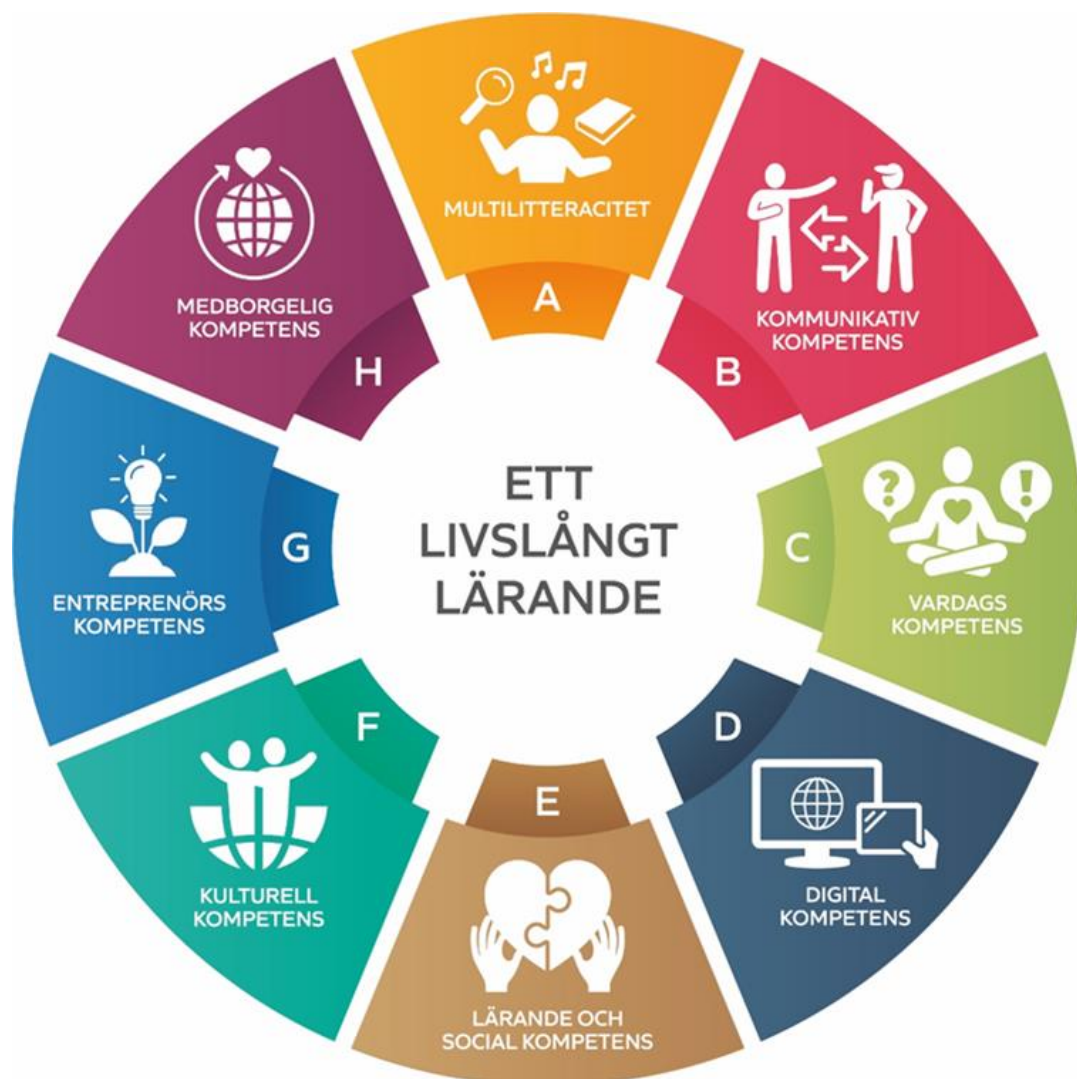 ETT
LIVSLÅNGT
LÄRANDE
MULTILITTERACITET
A
KOMMUNIKATIV
KOMPETENS
B
?
!
VARDAGS
KOMPETENS
C
DIGITAL
KOMPETENS
D
LÄRANDE OCH
SOCIAL KOMPETENS
E
KULTURELL
KOMPETENS
F
ENTREPRENÖRS
KOMPETENS
G
MEDBORGELIG
KOMPETENS
H